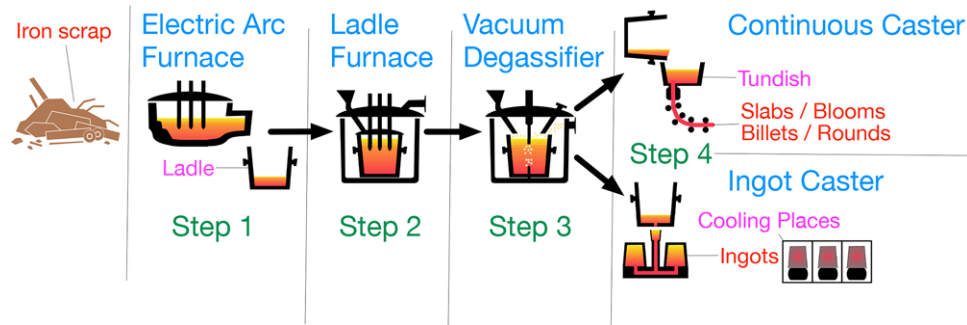 Iron scrap
Electric Arc
Furnace
Ladle
Step 1
Ladle
Furnace
Step 2
Vacuum
Degassifier
Step 3
Continuous Caster
Tundish
Slabs / Blooms
Billets / Rounds
Step 4
Ingot Caster
Cooling Places
Ingots